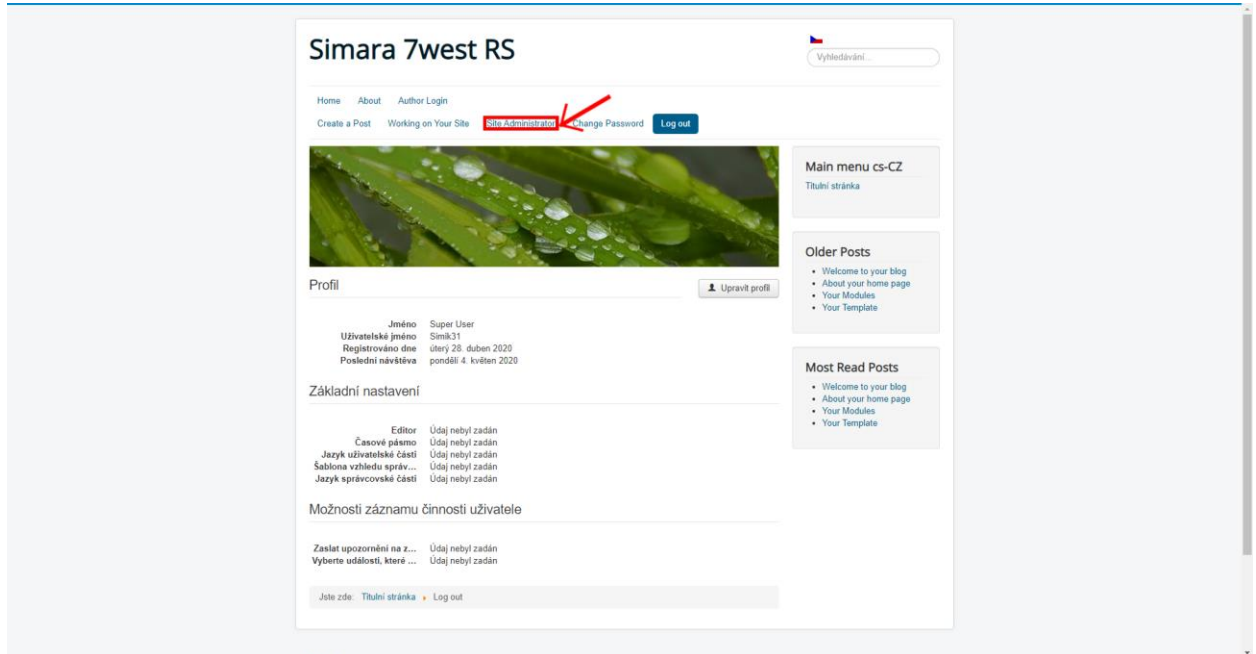 Simara 7west RS
Vyhledávání...
Home About Author Login
Create a Post Working on Your Site Site Administrator Change Password Log out
Profil
Upravit profil
Jméno Super User
Uživatelské jméno Simik31
Registrováno dne úterý 28. duben 2020
Poslední návštěva pondělí 4. květen 2020
Základní nastavení
Editor Údaj nebyl zadán
Časové pásmo Údaj nebyl zadán
Jazyk uživatelské části Údaj nebyl zadán
Šablona vzhledu správ... Údaj nebyl zadán
Jazyk správcovské části Údaj nebyl zadán
Možnosti záznamu činnosti uživatele
Zaslat upozornění na z... Údaj nebyl zadán
Vyberte události, které ... Údaj nebyl zadán
Jste zde: Titulní stránka Log out
Main menu cs-CZ
Titulní stránka
Older Posts
Welcome to your blog
About your home page
Your Modules
Your Template
Most Read Posts
Welcome to your blog
About your home page
Your Modules
Your Template